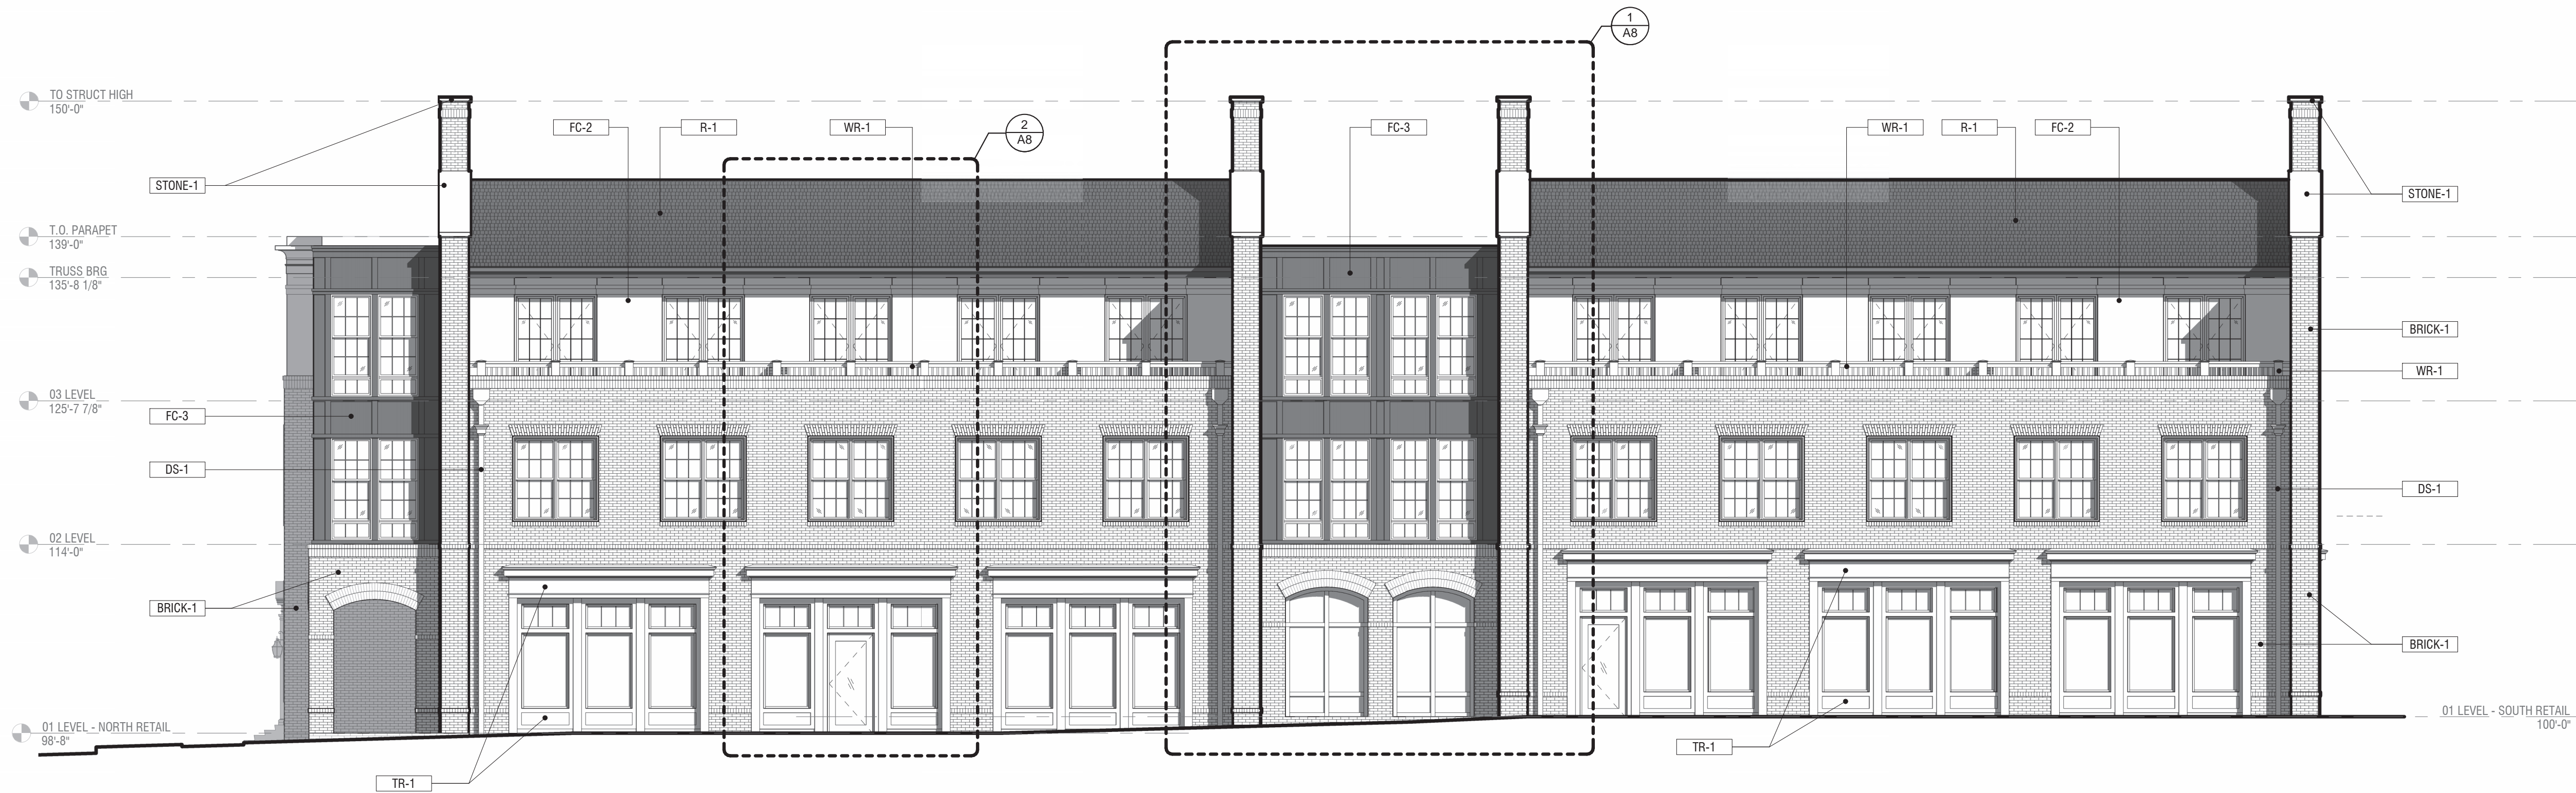 1
A8
TO STRUCT HIGH
150'-0"
FC-2
R-1
WR-1
2
A8
FC-3
WR-1
R-1
FC-2
STONE-1
STONE-1
T.O. PARAPET
139'-0"
TRUSS BRG
135'-8 1/8"
BRICK-1
WR-1
03 LEVEL
125'-7 7/8"
FC-3
DS-1
DS-1
02 LEVEL
114'-0"
BRICK-1
BRICK-1
01 LEVEL - NORTH RETAIL
98'-8"
01 LEVEL - SOUTH RETAIL
100'-0"
TR-1
TR-1